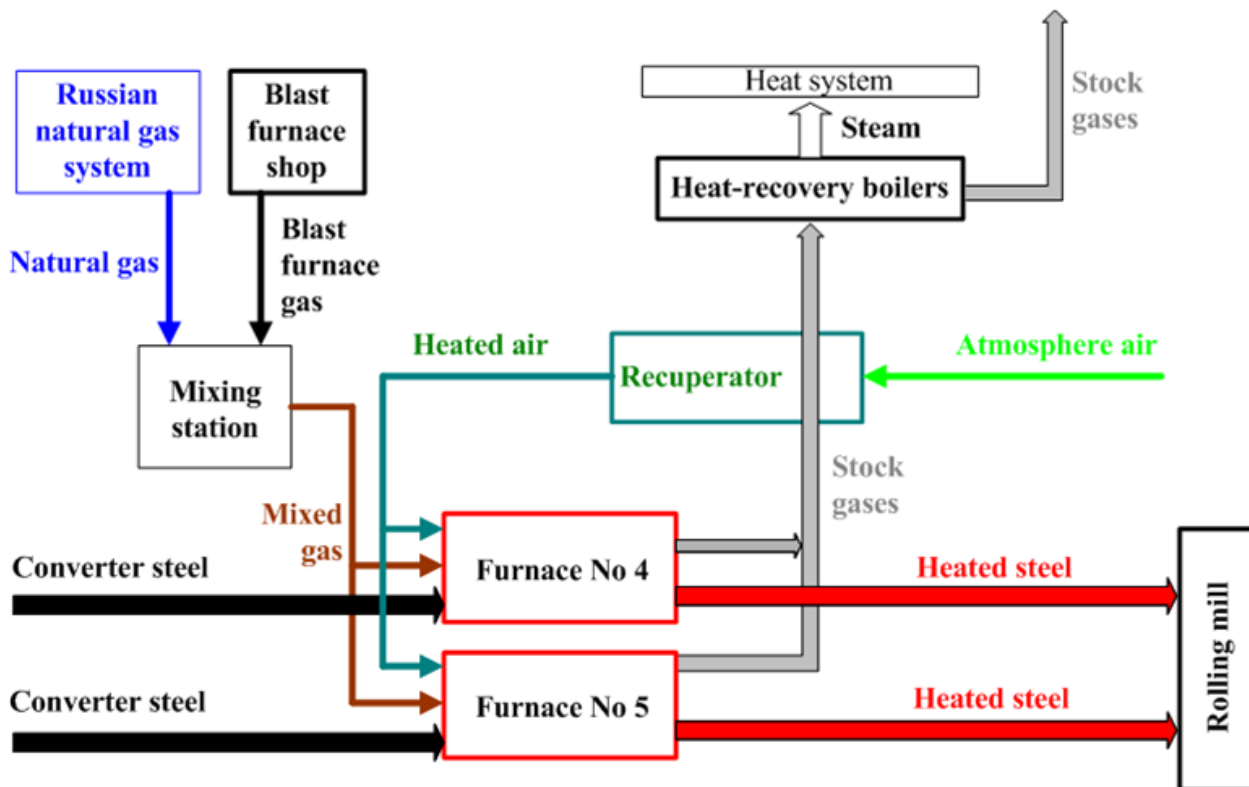 Russian
natural gas
system
Blast
furnace
shop
Heat system
Stock
gases
Steam
Heat-recovery boilers
Natural gas
Blast
furnace
gas
Heated air
Recuperator
Atmosphere air
Mixing
station
Stock
gases
Mixed
gas
Converter steel
Furnace No 4
Heated steel
Converter steel
Furnace No 5
Heated steel
Rolling mill